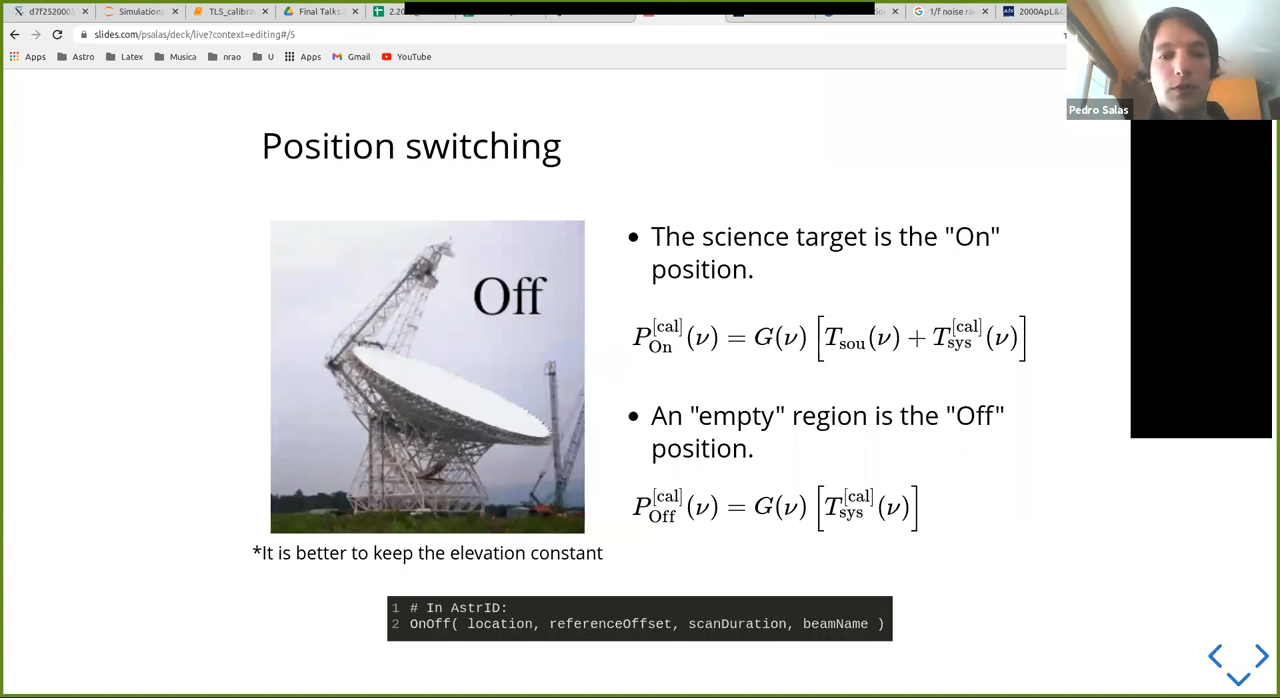 d7f252000
Simulation
TLS_calibra
Final Talks
2.20
1/f noise ra
2000ApL&C
slides.com/psalas/deck/live?context=editing#/5
Apps Astro Latex Musica nrao U Apps Gmail YouTube
Pedro Salas
Position switching
Off
*It is better to keep the elevation constant
• The science target is the "On"
position.
P_On^[cal](ν) = G(ν) [T_sou(ν) + T_sys^[cal](ν)]
• An "empty" region is the "Off"
position.
P_Off^[cal](ν) = G(ν) [T_sys^[cal](ν)]
1 # In AstrID:
2 OnOff( location, referenceOffset, scanDuration, beamName )